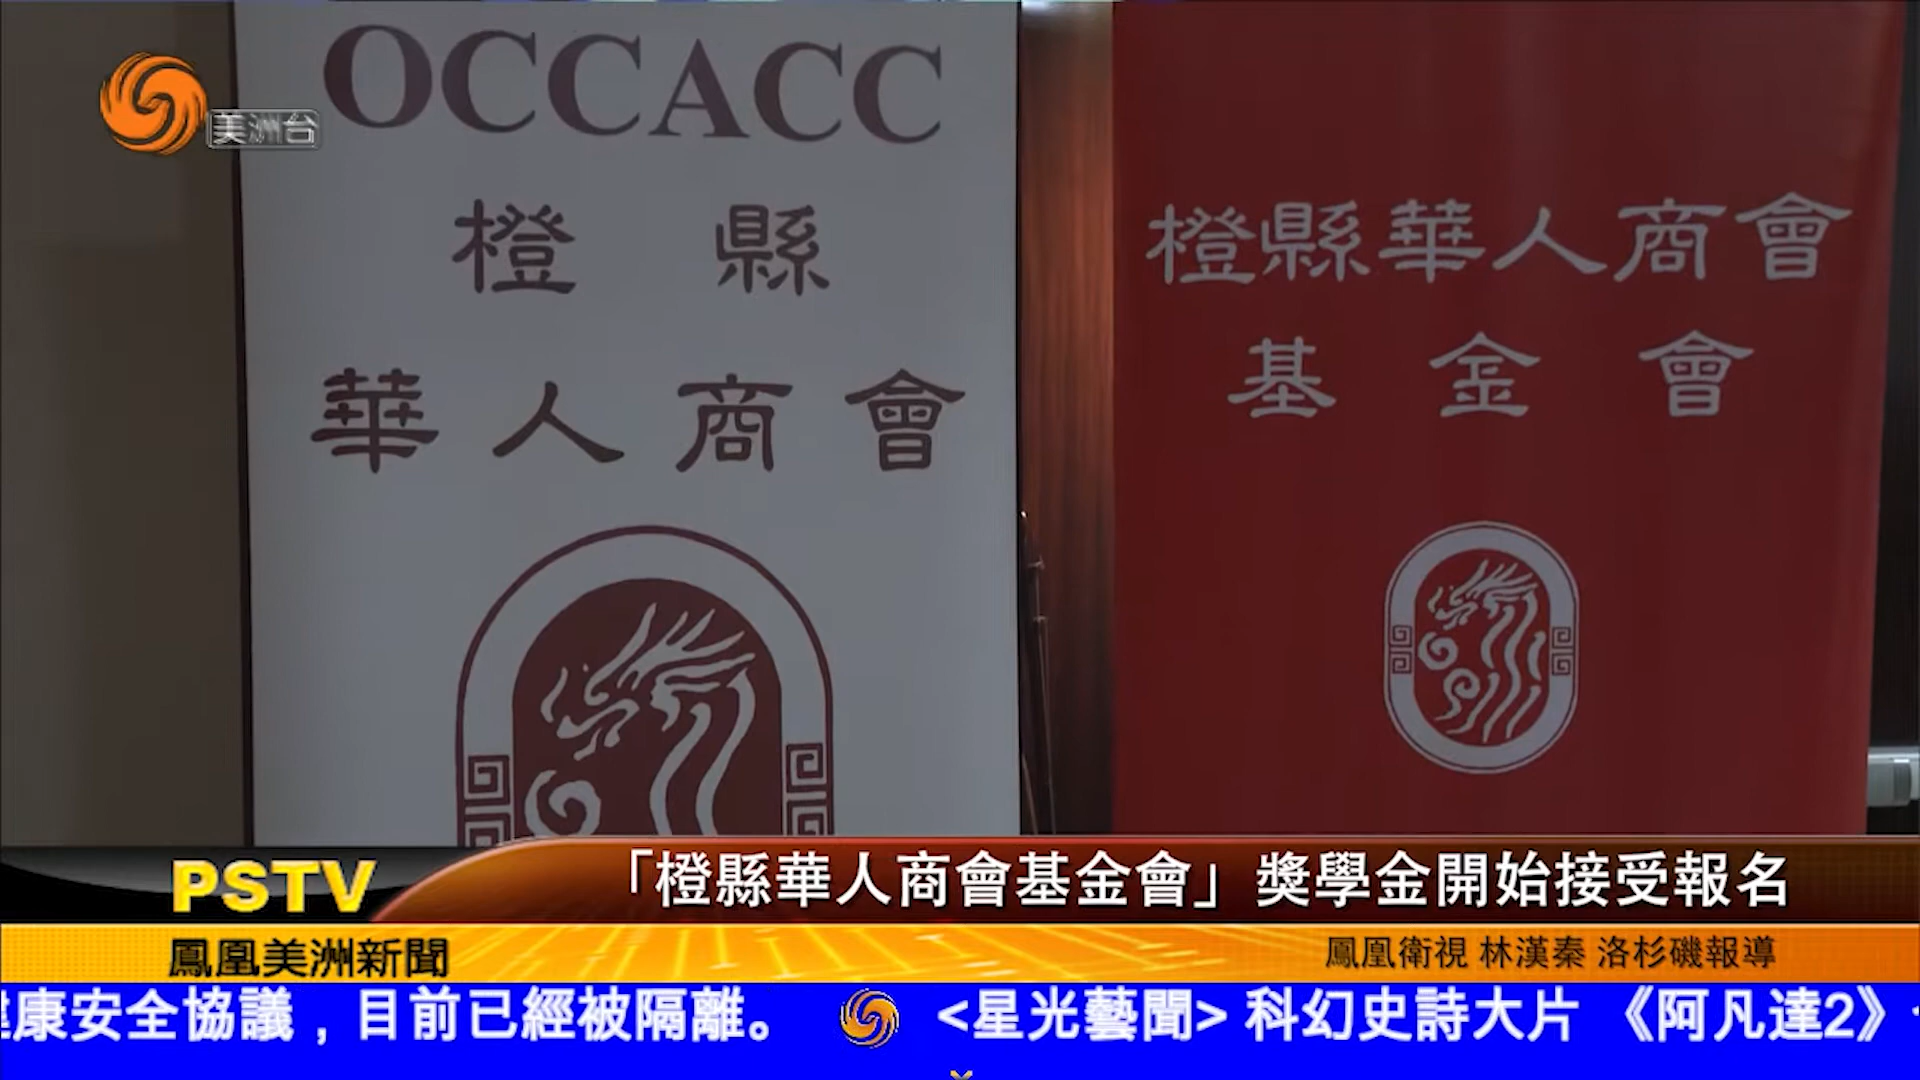 OCCACC
橙縣
華人商會
橙縣華人商會
基金會
美洲台
PSTV
「橙縣華人商會基金會」獎學金開始接受報名
鳳凰美洲新聞
鳳凰衛視 林漢秦 洛杉磯報導
康安全協議，目前已經被隔離。 <星光藝聞> 科幻史詩大片 《阿凡達2》